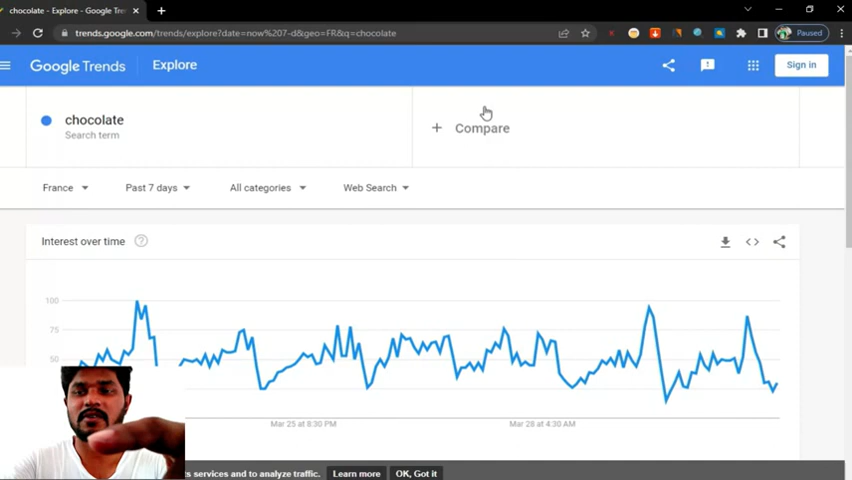 chocolate - Explore - Google Tre
trends.google.com/trends/explore?date=now%207-d&geo=FR&q=chocolate
Paused
Google Trends
Explore
Sign in
chocolate
Search term
+ Compare
France
Past 7 days
All categories
Web Search
Interest over time
100
75
50
Mar 25 at 8:30 PM
Mar 28 at 4:30 AM
services and to analyze traffic.
Learn more
OK, Got it